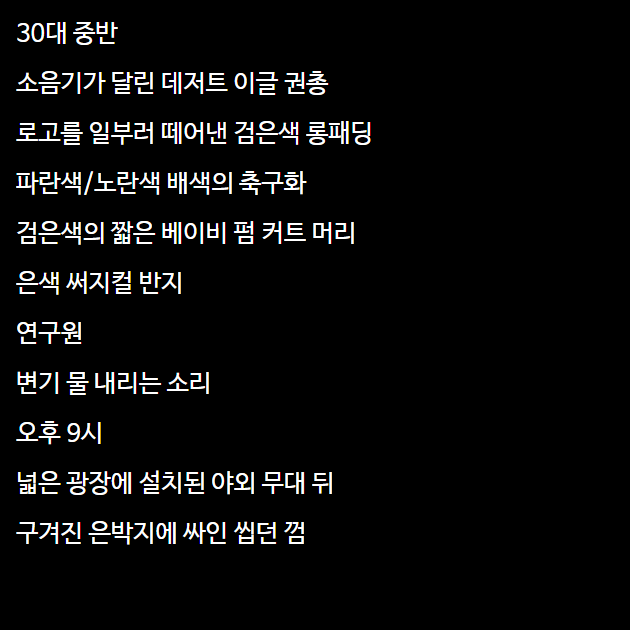 30대 중반
소음기가 달린 데저트 이글 권총
로고를 일부러 떼어낸 검은색 롱패딩
파란색/노란색 배색의 축구화
검은색의 짧은 베이비 펌 커트 머리
은색 써지컬 반지
연구원
변기 물 내리는 소리
오후 9시
넓은 광장에 설치된 야외 무대 뒤
구겨진 은박지에 싸인 씹던 껌